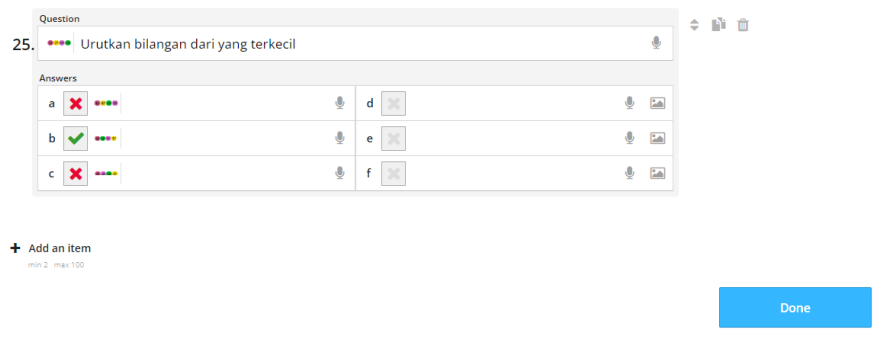 Question
25. Urutkan bilangan dari yang terkecil
Answers
a
d
b
e
c
f
+ Add an item
min 2 max 100
Done